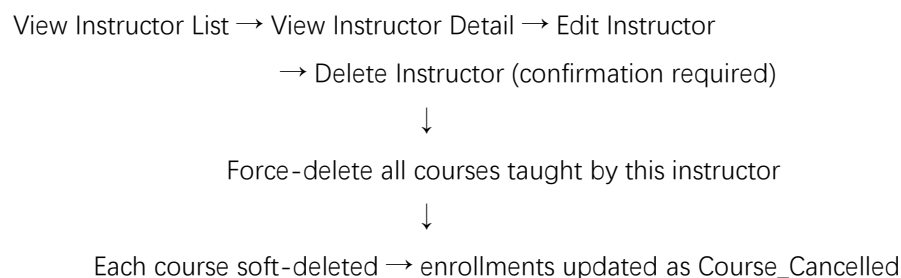 View Instructor List → View Instructor Detail → Edit Instructor
→ Delete Instructor (confirmation required)
↓
Force-delete all courses taught by this instructor
↓
Each course soft-deleted → enrollments updated as Course_Cancelled